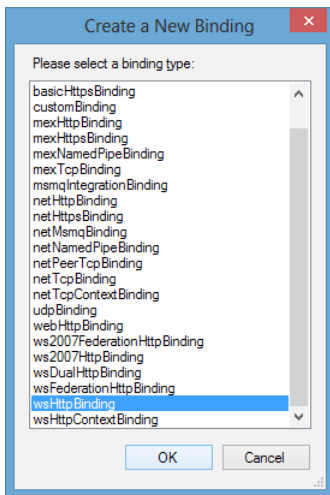 Create a New Binding
Please select a binding type:
basicHttpsBinding
customBinding
mexHttpBinding
mexHttpsBinding
mexNamedPipeBinding
mexTcpBinding
msmqIntegrationBinding
netHttpBinding
netHttpsBinding
netMsmqBinding
netNamedPipeBinding
netPeerTcpBinding
netTcpBinding
netTcpContextBinding
udpBinding
webHttpBinding
ws2007FederationHttpBinding
ws2007HttpBinding
wsDualHttpBinding
wsFederationHttpBinding
wsHttpBinding
wsHttpContextBinding
OK Cancel